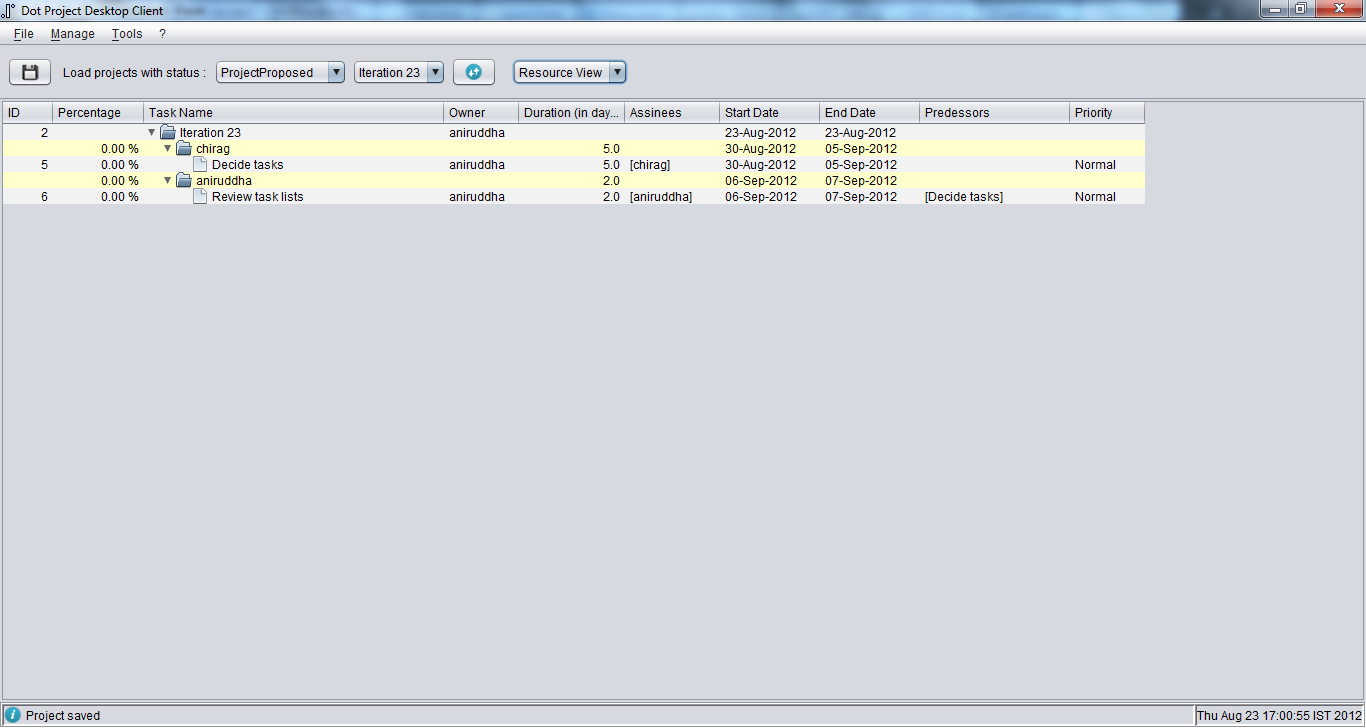 Dot Project Desktop Client
File Manage Tools ?
Load projects with status : ProjectProposed Iteration 23 Resource View
ID Percentage Task Name Owner Duration (in day... Assinees Start Date End Date Predessors Priority
2 Iteration 23 aniruddha 23-Aug-2012 23-Aug-2012
0.00 % chirag 5.0 30-Aug-2012 05-Sep-2012
5 0.00 % Decide tasks aniruddha 5.0 [chirag] 30-Aug-2012 05-Sep-2012 Normal
0.00 % aniruddha 2.0 06-Sep-2012 07-Sep-2012
6 0.00 % Review task lists aniruddha 2.0 [aniruddha] 06-Sep-2012 07-Sep-2012 [Decide tasks] Normal
Project saved Thu Aug 23 17:00:55 IST 2012